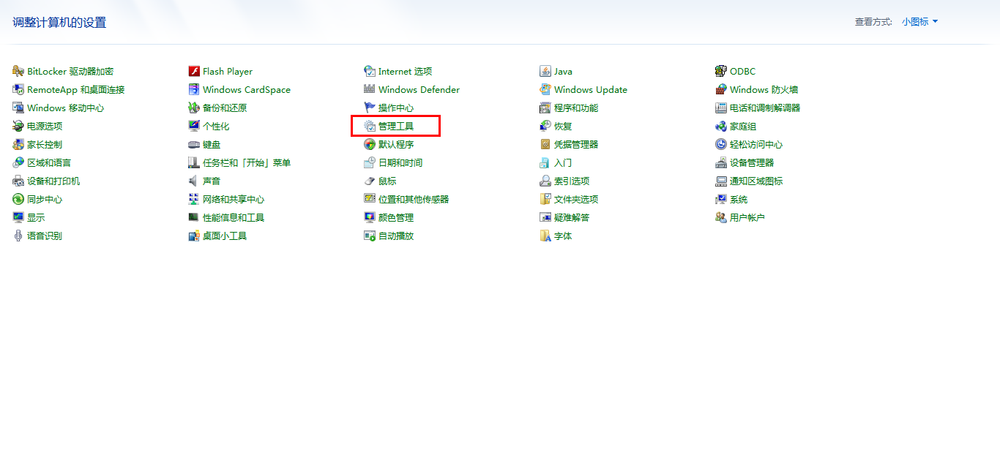 调整计算机的设置
查看方式: 小图标
BitLocker 驱动器加密
Flash Player
Internet 选项
Java
ODBC
RemoteApp 和桌面连接
Windows CardSpace
Windows Defender
Windows Update
Windows 防火墙
Windows 移动中心
备份和还原
操作中心
程序和功能
电话和调制解调器
电源选项
个性化
管理工具
恢复
家庭组
家长控制
键盘
默认程序
凭据管理器
轻松访问中心
区域和语言
任务栏和「开始」菜单
日期和时间
入门
设备管理器
设备和打印机
声音
鼠标
索引选项
通知区域图标
同步中心
网络和共享中心
位置和其他传感器
文件夹选项
系统
显示
性能信息和工具
颜色管理
疑难解答
用户帐户
语音识别
桌面小工具
自动播放
字体